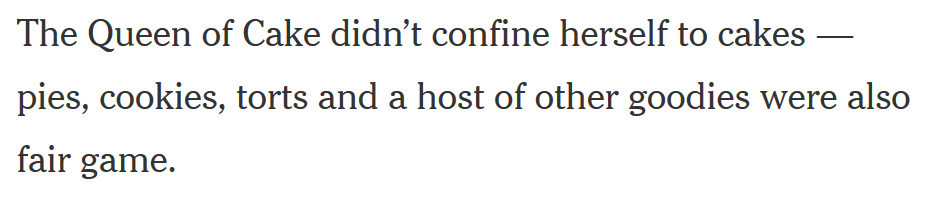 The Queen of Cake didn’t confine herself to cakes —
pies, cookies, torts and a host of other goodies were also
fair game.